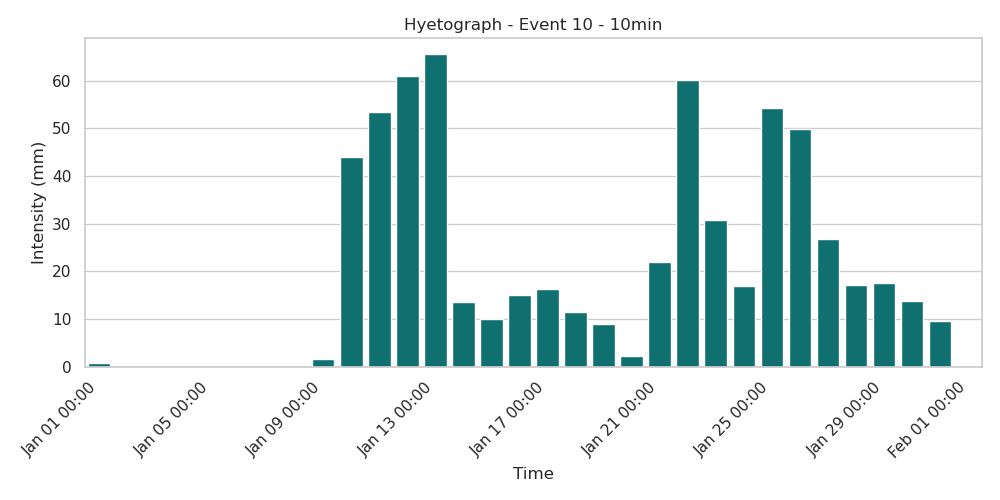 Hyetograph - Event 10 - 10min
Intensity (mm)
60
50
40
30
20
10
0
Jan 01 00:00
Jan 05 00:00
Jan 09 00:00
Jan 13 00:00
Jan 17 00:00
Jan 21 00:00
Jan 25 00:00
Jan 29 00:00
Feb 01 00:00
Time